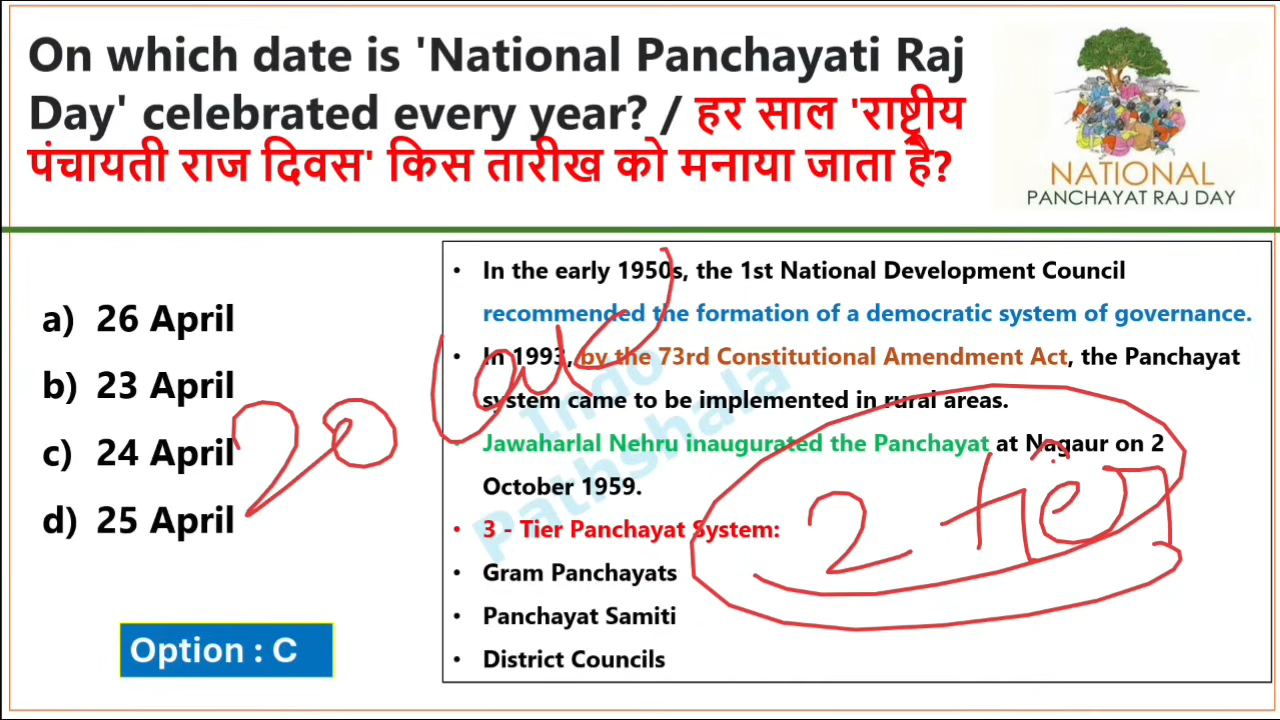 On which date is 'National Panchayati Raj
Day' celebrated every year? / हर साल 'राष्ट्रीय
पंचायती राज दिवस' किस तारीख को मनाया जाता है?
NATIONAL
PANCHAYAT RAJ DAY
a) 26 April
b) 23 April
c) 24 April
d) 25 April
Option : C
• In the early 1950s, the 1st National Development Council
recommended the formation of a democratic system of governance.
• In 1993, by the 73rd Constitutional Amendment Act, the Panchayat
system came to be implemented in rural areas.
• Jawaharlal Nehru inaugurated the Panchayat at Nagaur on 2
October 1959.
• 3 - Tier Panchayat System:
• Gram Panchayats
• Panchayat Samiti
• District Councils
Indo
Pathshala
20 lak
2 tier